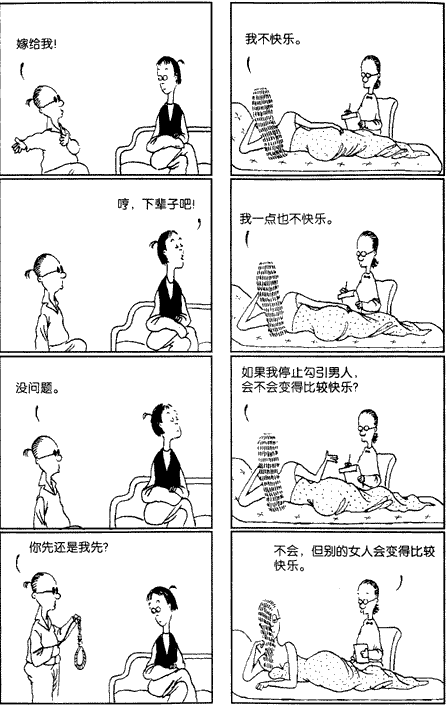 嫁给我!
哼，下辈子吧!
没问题。
你先还是我先?
我不快乐。
我一点也不快乐。
如果我停止勾引男人，
会不会变得比较快乐?
不会，但别的女人会变得比较
快乐。